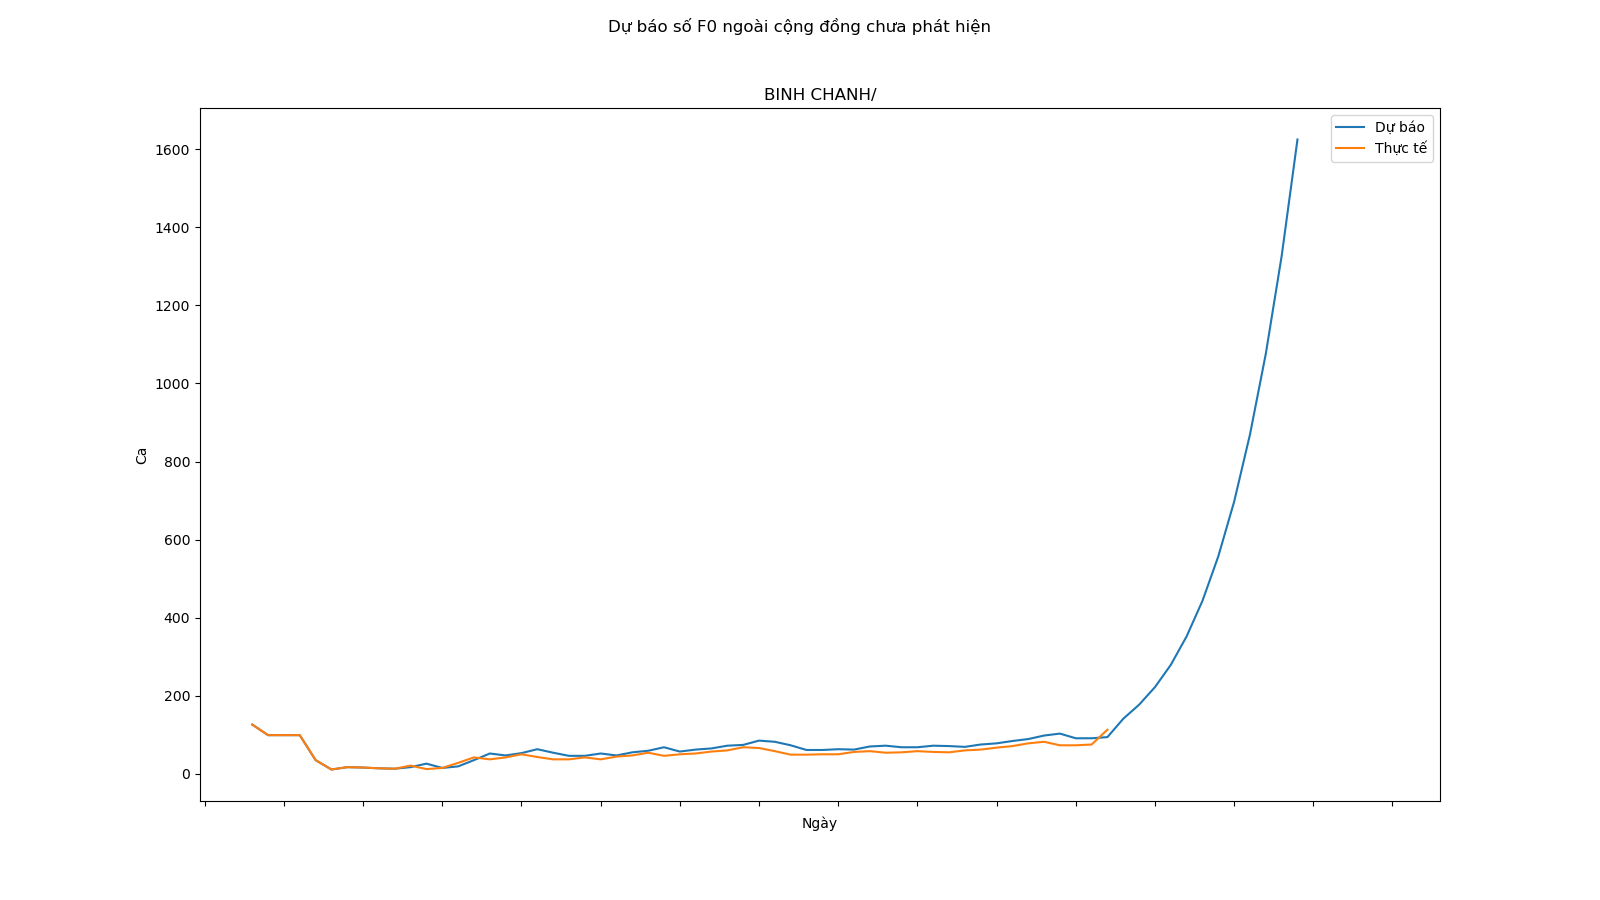 Dự báo số F0 ngoài cộng đồng chưa phát hiện
BINH CHANH/
Dự báo
Thực tế
1600
1400
1200
1000
800
600
400
200
0
Ca
Ngày